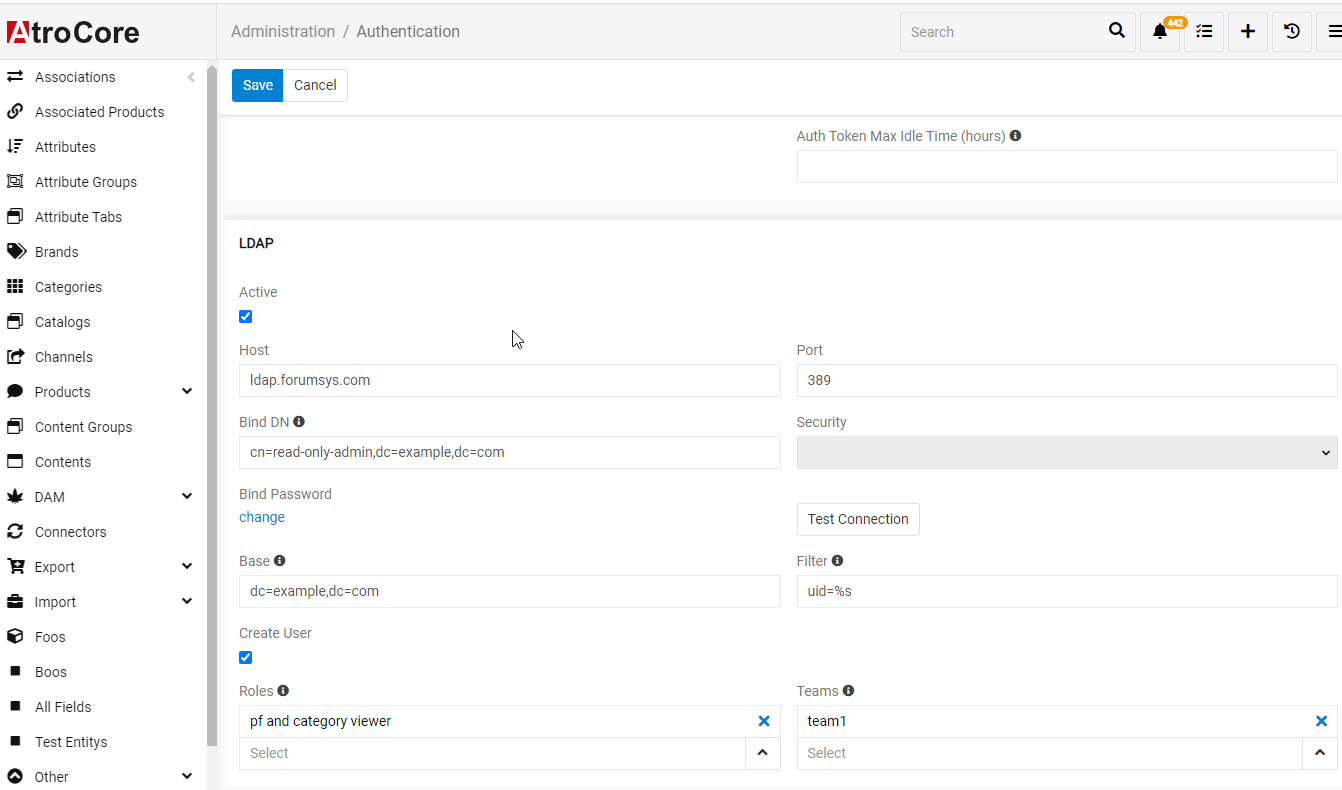 AtroCore
Administration / Authentication
Search
442
Associations
Associated Products
Attributes
Attribute Groups
Attribute Tabs
Brands
Categories
Catalogs
Channels
Products
Content Groups
Contents
DAM
Connectors
Export
Import
Foos
Boos
All Fields
Test Entitys
Other
Save Cancel
Auth Token Max Idle Time (hours)
LDAP
Active
Host Port
ldap.forumsys.com 389
Bind DN Security
cn=read-only-admin,dc=example,dc=com
Bind Password
change Test Connection
Base Filter
dc=example,dc=com uid=%s
Create User
Roles Teams
pf and category viewer team1
Select Select